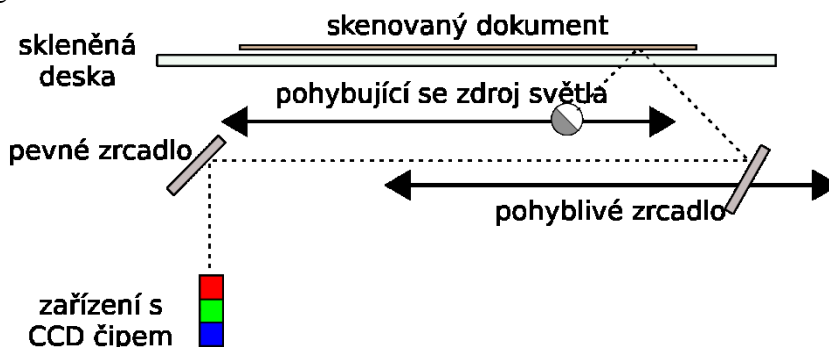 skenovaný dokument
skleněná
deska
pohybující se zdroj světla
pevné zrcadlo
pohyblivé zrcadlo
zařízení s
CCD čipem